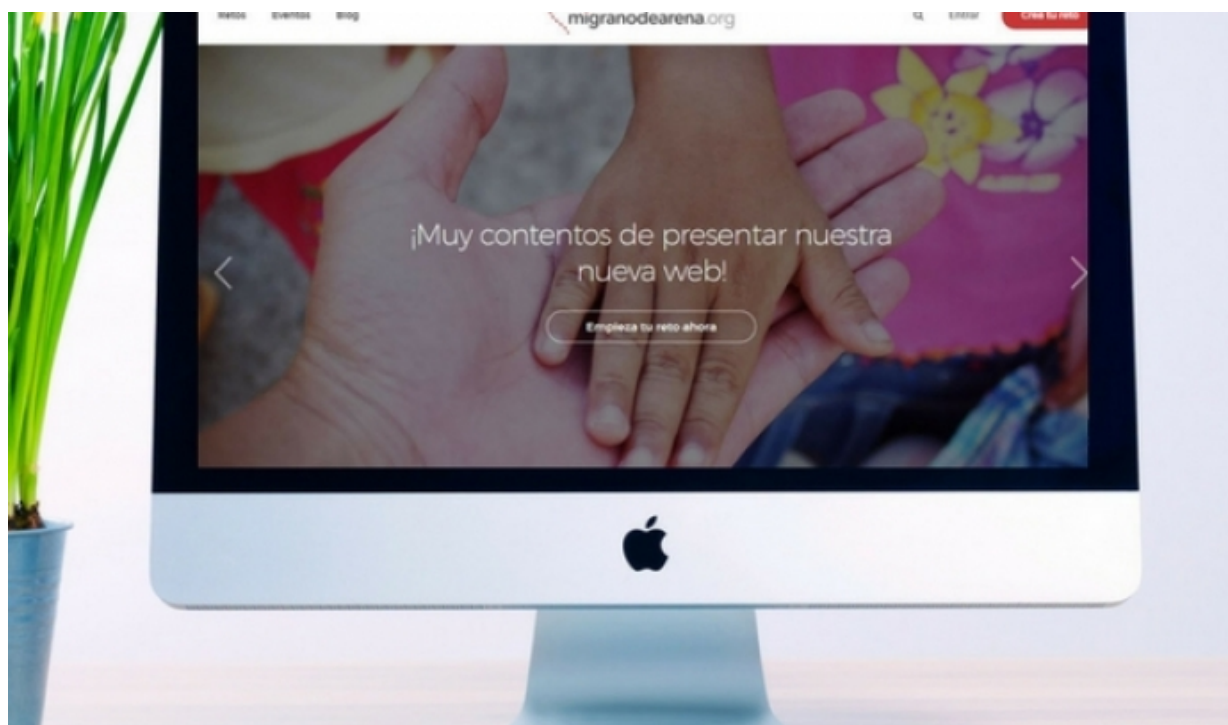 Retos Eventos Blog
migranodearena.org
Entrar
Crea tu reto
¡Muy contentos de presentar nuestra
nueva web!
Empieza tu reto ahora